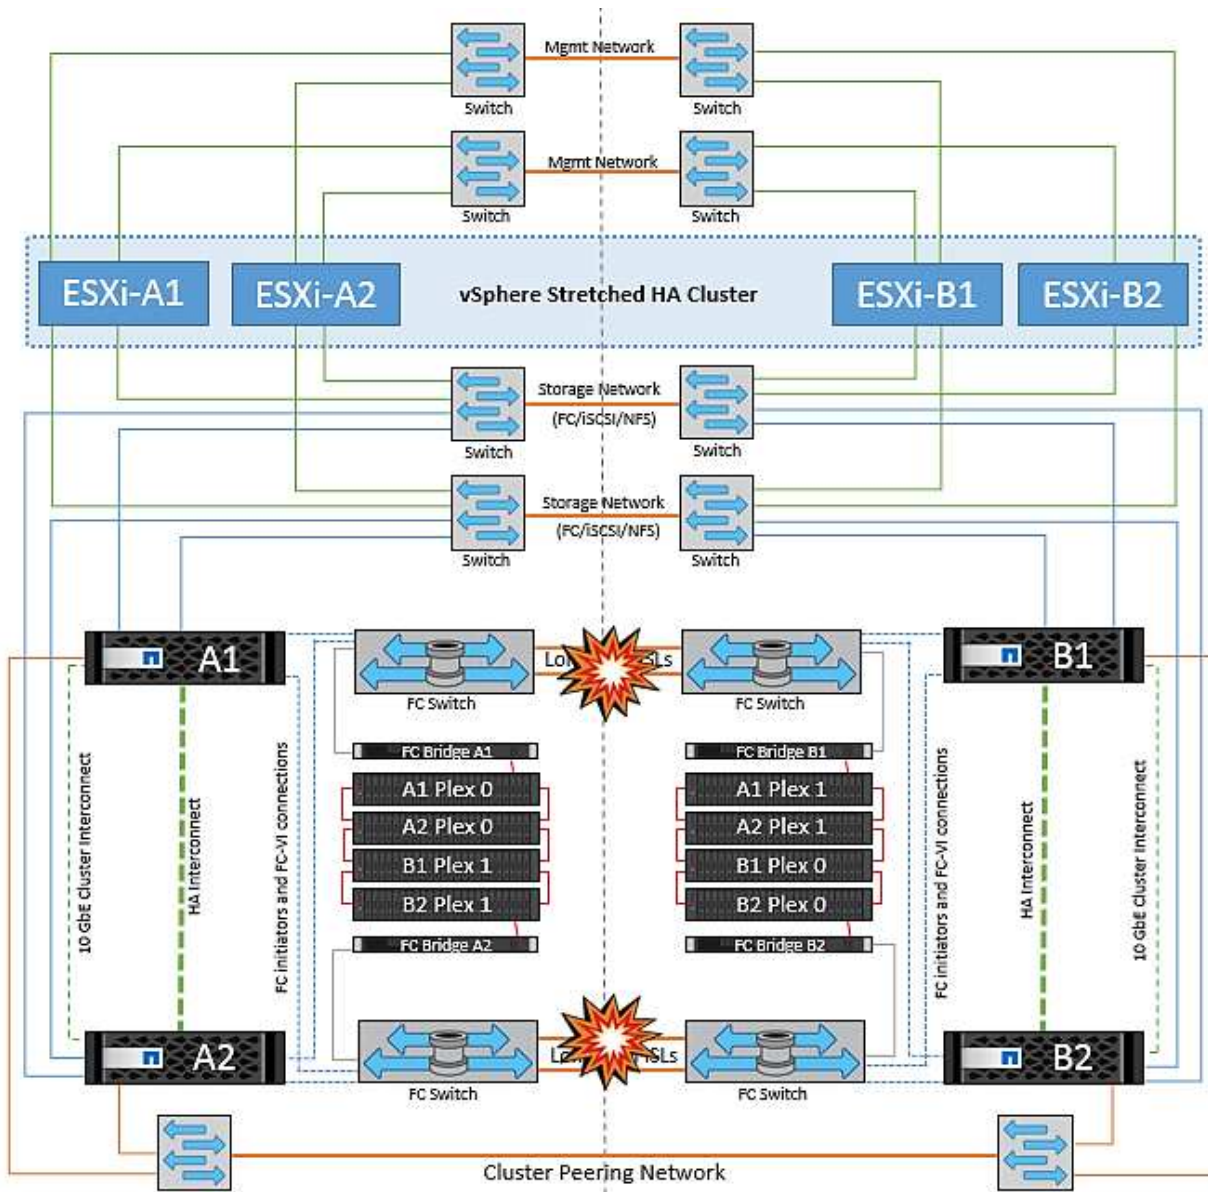 Mgmt Network
Switch
Switch
Mgmt Network
Switch
Switch
ESXi-A1
ESXi-A2
vSphere Stretched HA Cluster
ESXi-B1
ESXi-B2
Storage Network
(FC/iSCSI/NFS)
Switch
Switch
Storage Network
(FC/iSCSI/NFS)
Switch
Switch
A1
B1
ISLs
FC Switch
FC Switch
FC Bridge A1
FC Bridge B1
A1 Plex 0
A1 Plex 1
A2 Plex 0
A2 Plex 1
B1 Plex 1
B1 Plex 0
B2 Plex 1
B2 Plex 0
FC Bridge A2
FC Bridge B2
10 GbE Cluster Interconnect
HA Interconnect
FC initiators and FC-VI connections
FC initiators and FC-VI connections
HA Interconnect
10 GbE Cluster Interconnect
A2
B2
ISLs
FC Switch
FC Switch
Cluster Peering Network